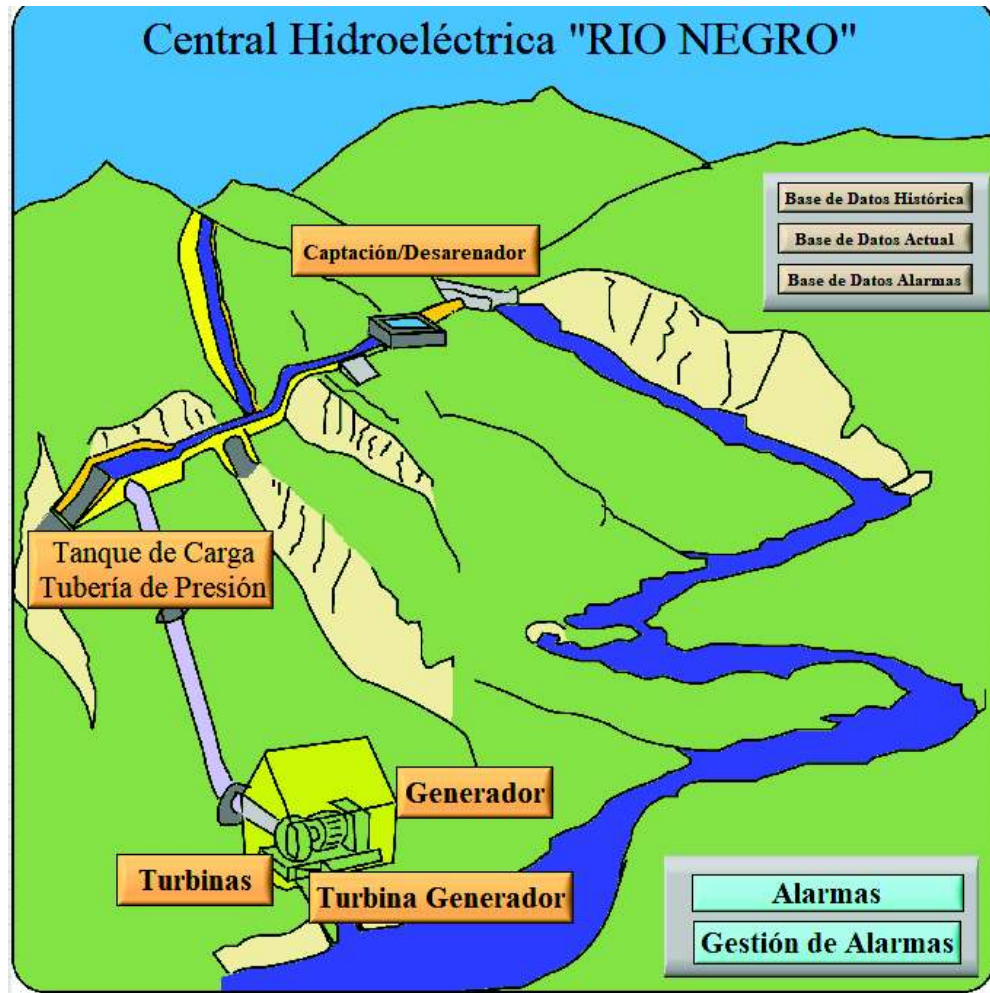 Central Hidroeléctrica "RIO NEGRO"
Base de Datos Histórica
Base de Datos Actual
Base de Datos Alarmas
Captación/Desarenador
Tanque de Carga
Tubería de Presión
Generador
Turbinas
Turbina Generador
Alarmas
Gestión de Alarmas